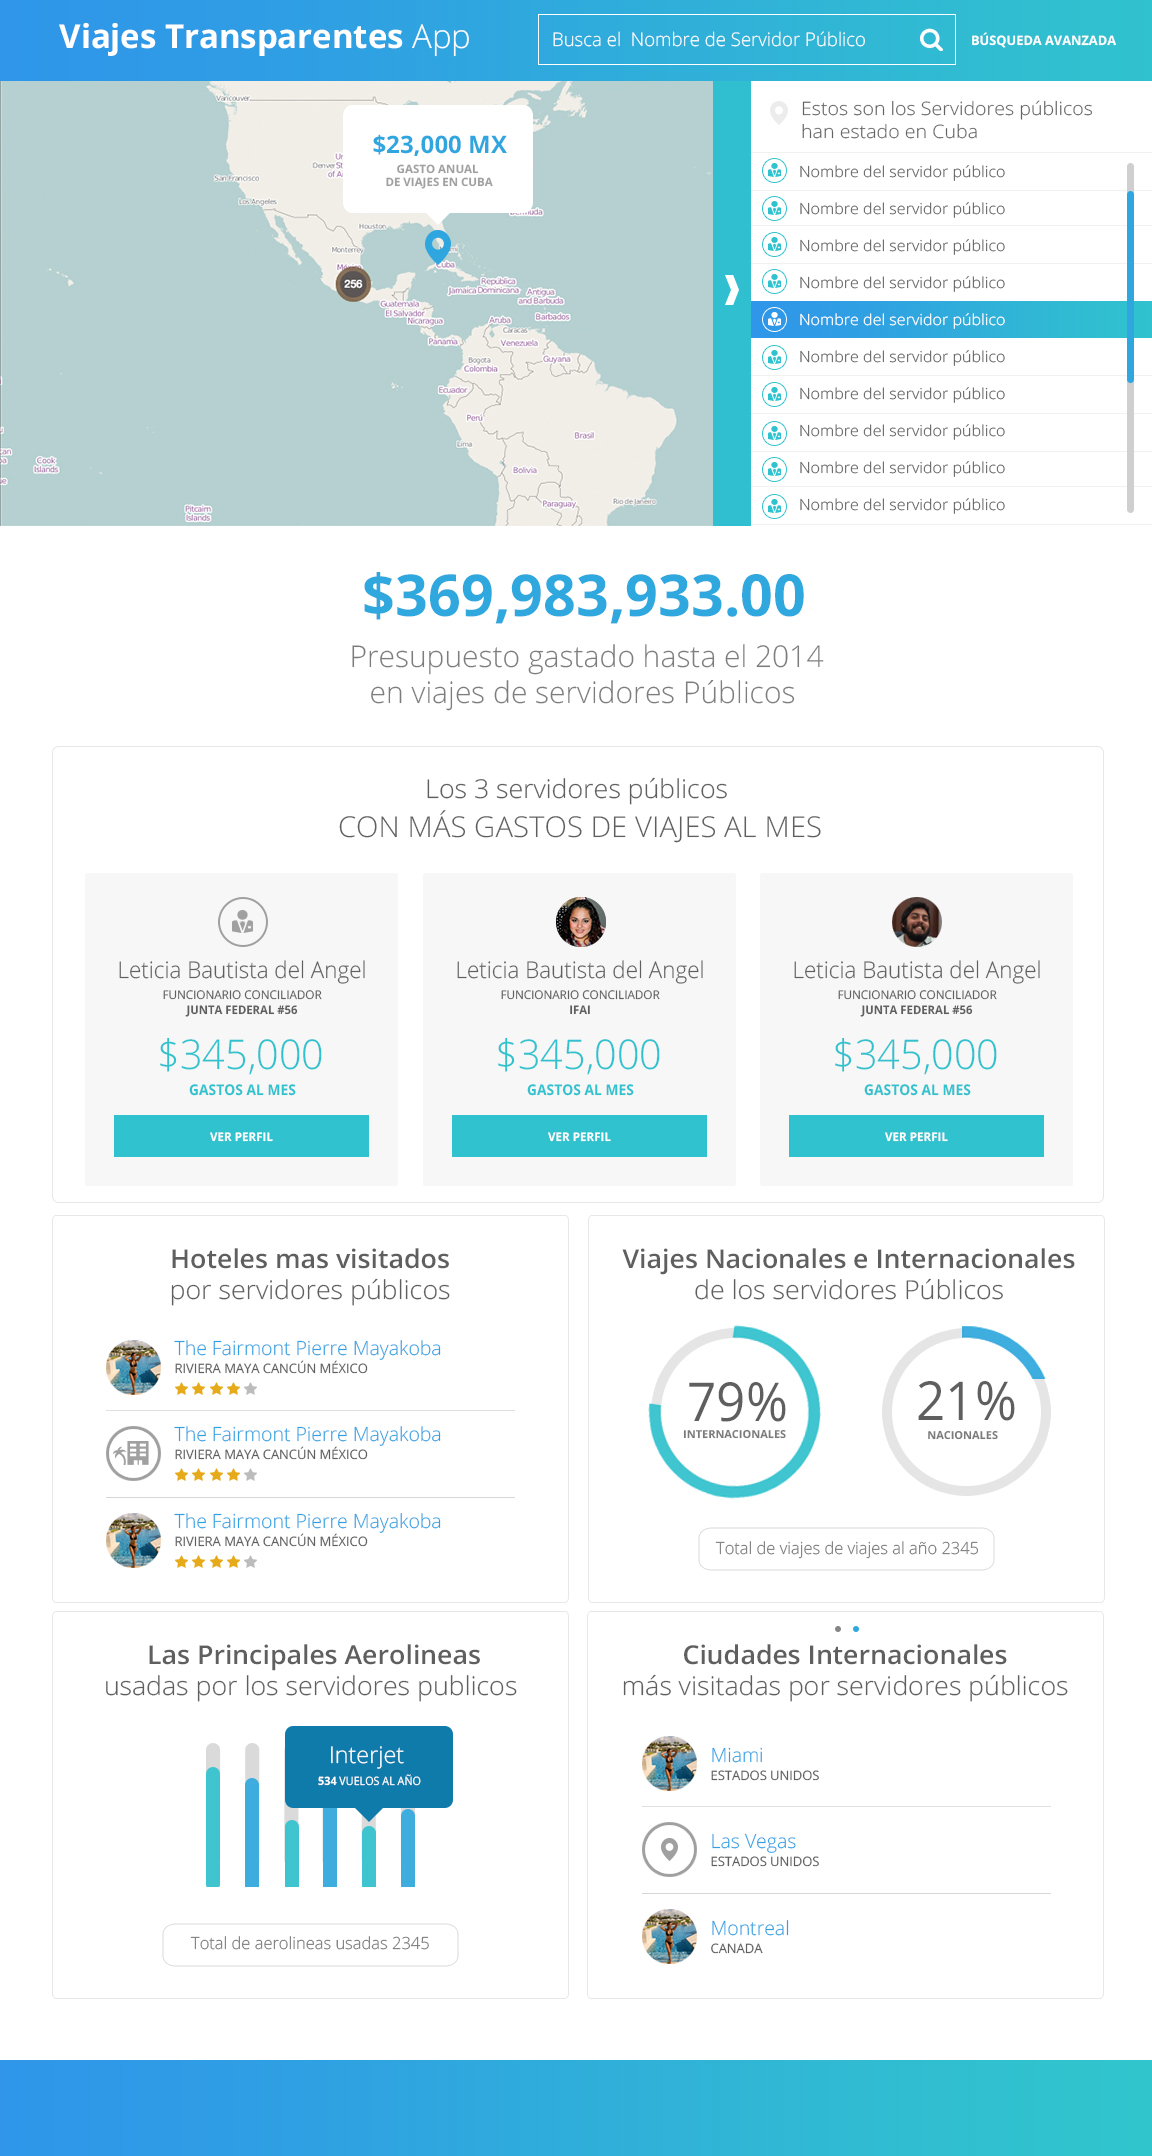 Viajes Transparentes App
Busca el Nombre de Servidor Público
BÚSQUEDA AVANZADA
Vancouver
San Francisco
Los Angeles
Denver
Houston
Monterrey
$23,000 MX
GASTO ANUAL
DE VIAJES EN CUBA
256
Cuba
República
Jamaica Dominicana
Antigua
and Barbuda
Guatemala
El Salvador
Nicaragua
Aruba
Barbados
Caracas
Panama
Venezuela
Bogota
Colombia
Guyana
Ecuador
Perú
Lima
Brasil
Bolivia
Paraguay
Rio de Janeiro
Cook
Islands
Pitcairn
Islands
Estos son los Servidores públicos
han estado en Cuba
Nombre del servidor público
Nombre del servidor público
Nombre del servidor público
Nombre del servidor público
Nombre del servidor público
Nombre del servidor público
Nombre del servidor público
Nombre del servidor público
Nombre del servidor público
Nombre del servidor público
$369,983,933.00
Presupuesto gastado hasta el 2014
en viajes de servidores Públicos
Los 3 servidores públicos
CON MÁS GASTOS DE VIAJES AL MES
Leticia Bautista del Angel
FUNCIONARIO CONCILIADOR
JUNTA FEDERAL #56
$345,000
GASTOS AL MES
VER PERFIL
Leticia Bautista del Angel
FUNCIONARIO CONCILIADOR
IFAI
$345,000
GASTOS AL MES
VER PERFIL
Leticia Bautista del Angel
FUNCIONARIO CONCILIADOR
JUNTA FEDERAL #56
$345,000
GASTOS AL MES
VER PERFIL
Hoteles mas visitados
por servidores públicos
The Fairmont Pierre Mayakoba
RIVIERA MAYA CANCÚN MÉXICO
The Fairmont Pierre Mayakoba
RIVIERA MAYA CANCÚN MÉXICO
The Fairmont Pierre Mayakoba
RIVIERA MAYA CANCÚN MÉXICO
Viajes Nacionales e Internacionales
de los servidores Públicos
79%
INTERNACIONALES
21%
NACIONALES
Total de viajes de viajes al año 2345
Las Principales Aerolineas
usadas por los servidores publicos
Interjet
534 VUELOS AL AÑO
Total de aerolineas usadas 2345
Ciudades Internacionales
más visitadas por servidores públicos
Miami
ESTADOS UNIDOS
Las Vegas
ESTADOS UNIDOS
Montreal
CANADA